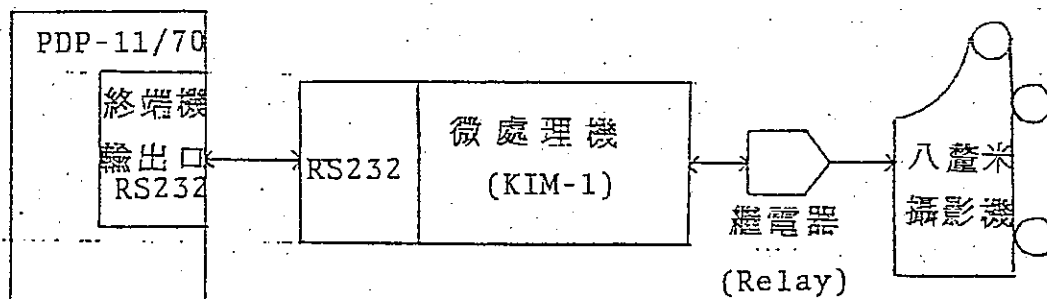 PDP-11/70
終端機
輸出口
RS232
RS232
微處理機
(KIM-1)
繼電器
(Relay)
八釐米
攝影機